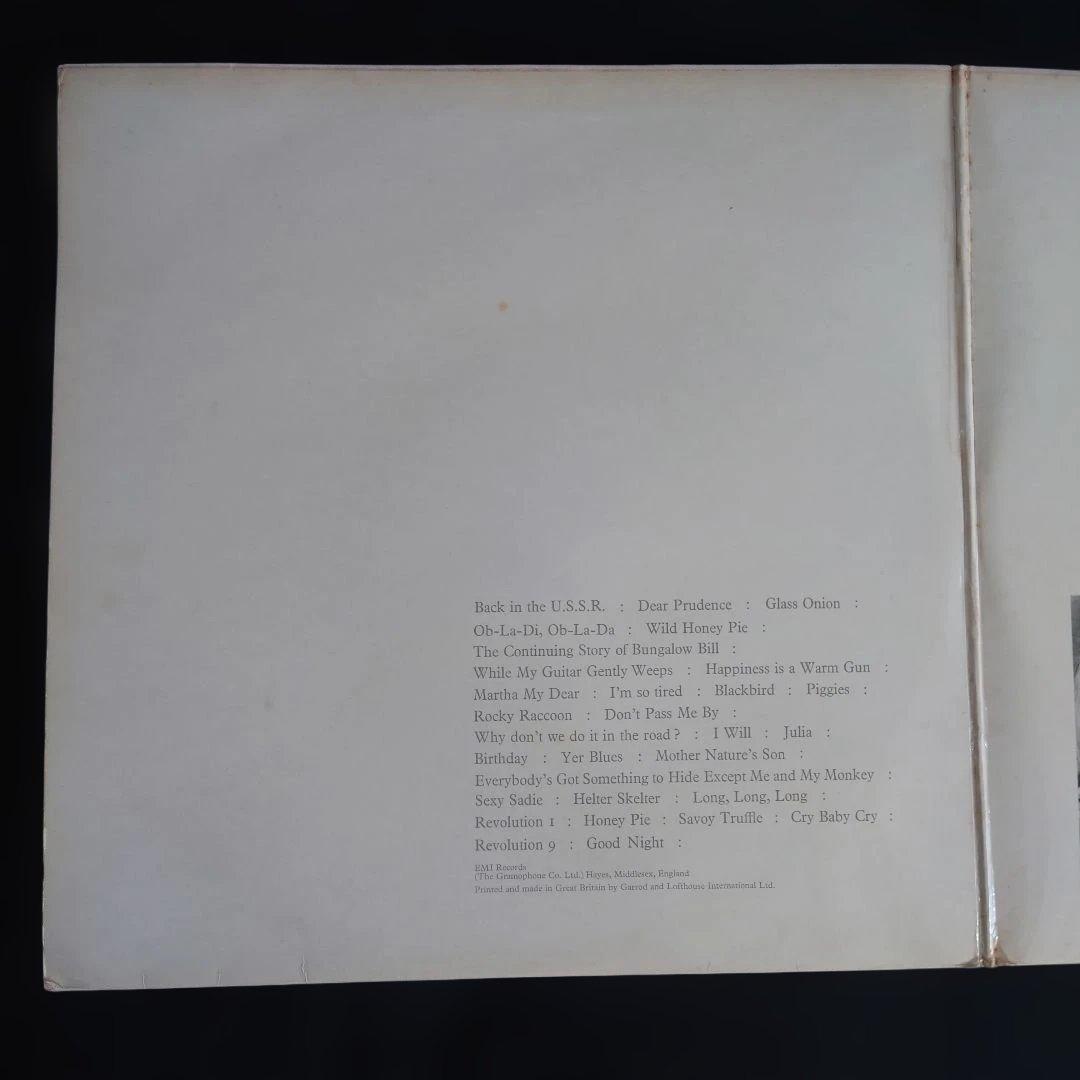 Back in the U.S.S.R. : Dear Prudence : Glass Onion :
Ob-La-Di, Ob-La-Da : Wild Honey Pie :
The Continuing Story of Bungalow Bill :
While My Guitar Gently Weeps : Happiness is a Warm Gun :
Martha My Dear : I'm so tired : Blackbird : Piggies :
Rocky Raccoon : Don't Pass Me By :
Why don't we do it in the road? : I Will : Julia :
Birthday : Yer Blues : Mother Nature's Son :
Everybody's Got Something to Hide Except Me and My Monkey :
Sexy Sadie : Helter Skelter : Long, Long, Long :
Revolution 1 : Honey Pie : Savoy Truffle : Cry Baby Cry :
Revolution 9 : Good Night :
EMI Records
(The Gramophone Co. Ltd.) Hayes, Middlesex, England
Printed and made in Great Britain by Garrod and Lofthouse International Ltd.